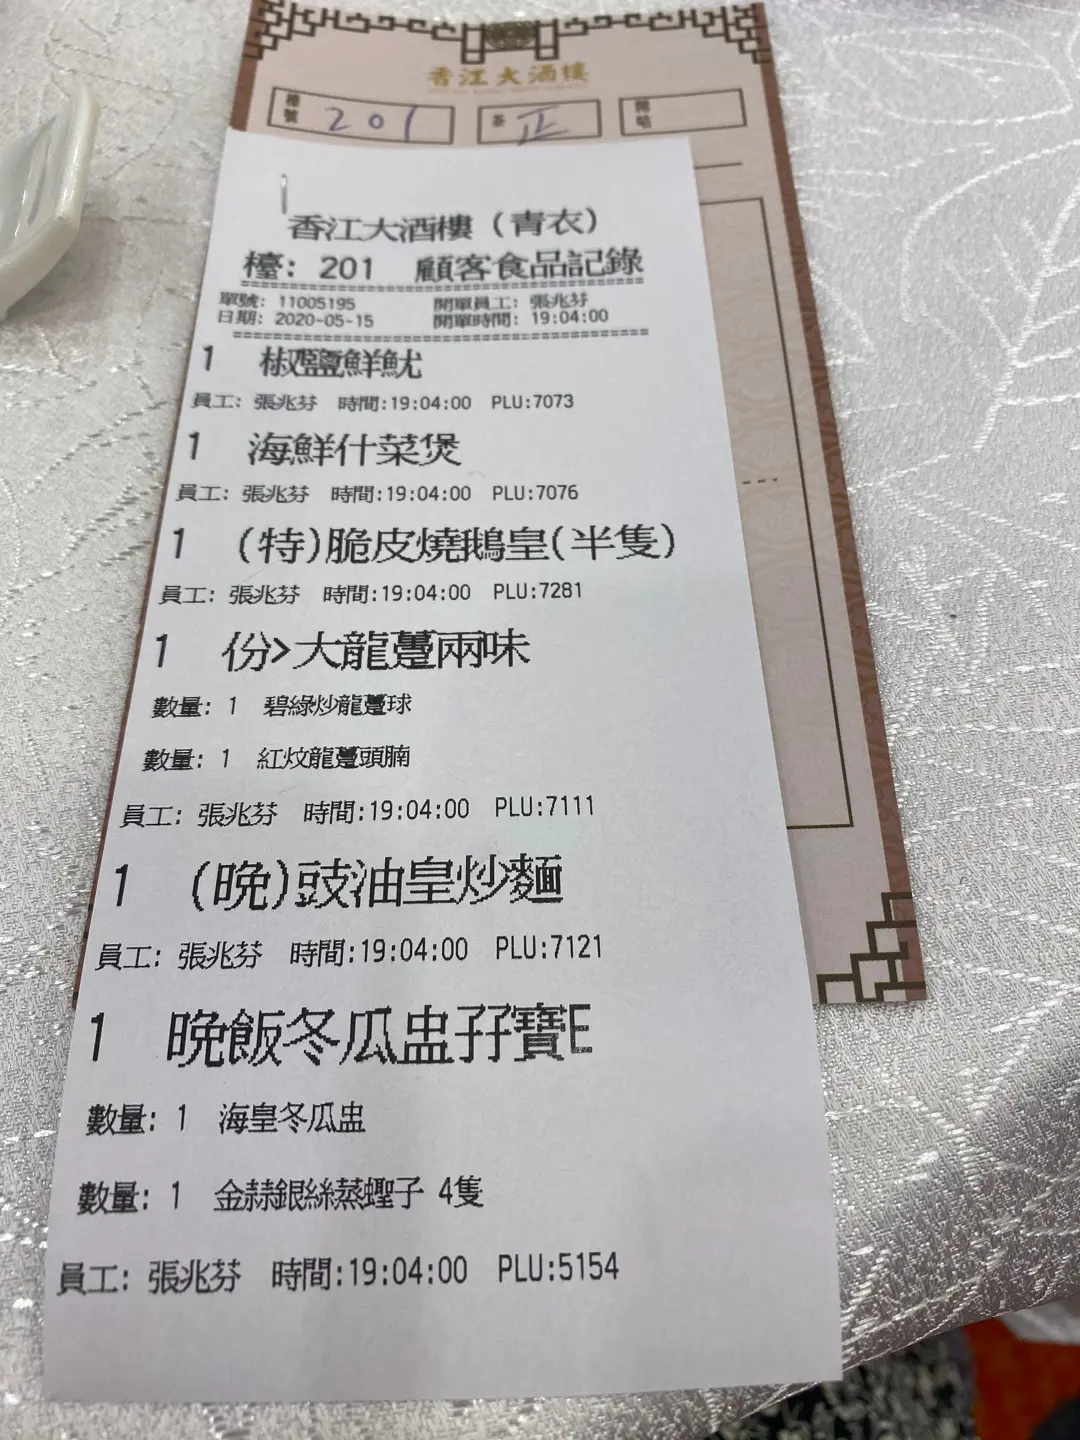 香江大酒樓
檯號 201
茶 正
香江大酒樓（青衣）
檯: 201 顧客食品記錄
單號: 11005195 開單員工: 張兆芬
日期: 2020-05-15 開單時間: 19:04:00
1 椒鹽鮮魷
員工: 張兆芬 時間:19:04:00 PLU:7073
1 海鮮什菜煲
員工: 張兆芬 時間:19:04:00 PLU:7076
1 (特)脆皮燒鵝皇(半隻)
員工: 張兆芬 時間:19:04:00 PLU:7281
1 份>大龍躉兩味
數量: 1 碧綠炒龍躉球
數量: 1 紅炆龍躉頭腩
員工: 張兆芬 時間:19:04:00 PLU:7111
1 (晚)豉油皇炒麵
員工: 張兆芬 時間:19:04:00 PLU:7121
1 晚飯冬瓜盅孖寶E
數量: 1 海皇冬瓜盅
數量: 1 金蒜銀絲蒸蟶子 4隻
員工: 張兆芬 時間:19:04:00 PLU:5154